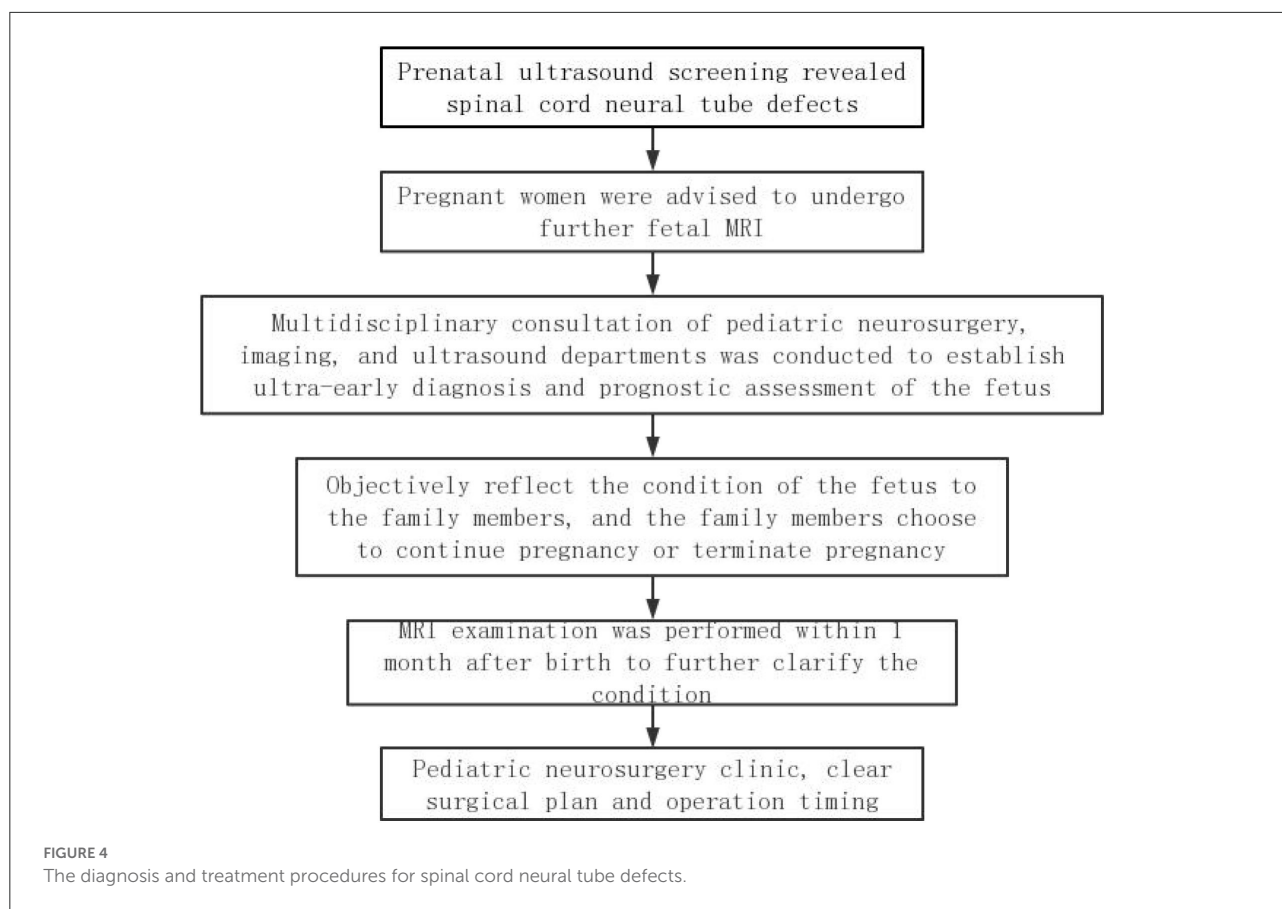 Prenatal ultrasound screening revealed
spinal cord neural tube defects
Pregnant women were advised to undergo
further fetal MRI
Multidisciplinary consultation of pediatric neurosurgery,
imaging, and ultrasound departments was conducted to establish
ultra-early diagnosis and prognostic assessment of the fetus
Objectively reflect the condition of the fetus to
the family members, and the family members choose
to continue pregnancy or terminate pregnancy
MRI examination was performed within 1
month after birth to further clarify the
condition
Pediatric neurosurgery clinic, clear
surgical plan and operation timing
FIGURE 4
The diagnosis and treatment procedures for spinal cord neural tube defects.